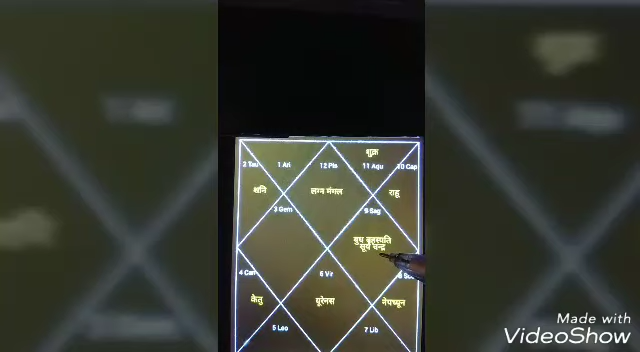 शुक्र
2 Tau
1 Ari
12 Pis
11 Aqu
10 Cap
शनि
लग्न मंगल
राहू
3 Gem
9 Sag
बुध बृहस्पति
सूर्य चन्द्र
4 Can
6 Vir
केतु
यूरेनस
नेपच्यून
5 Leo
7 Lib
Made with
VideoShow